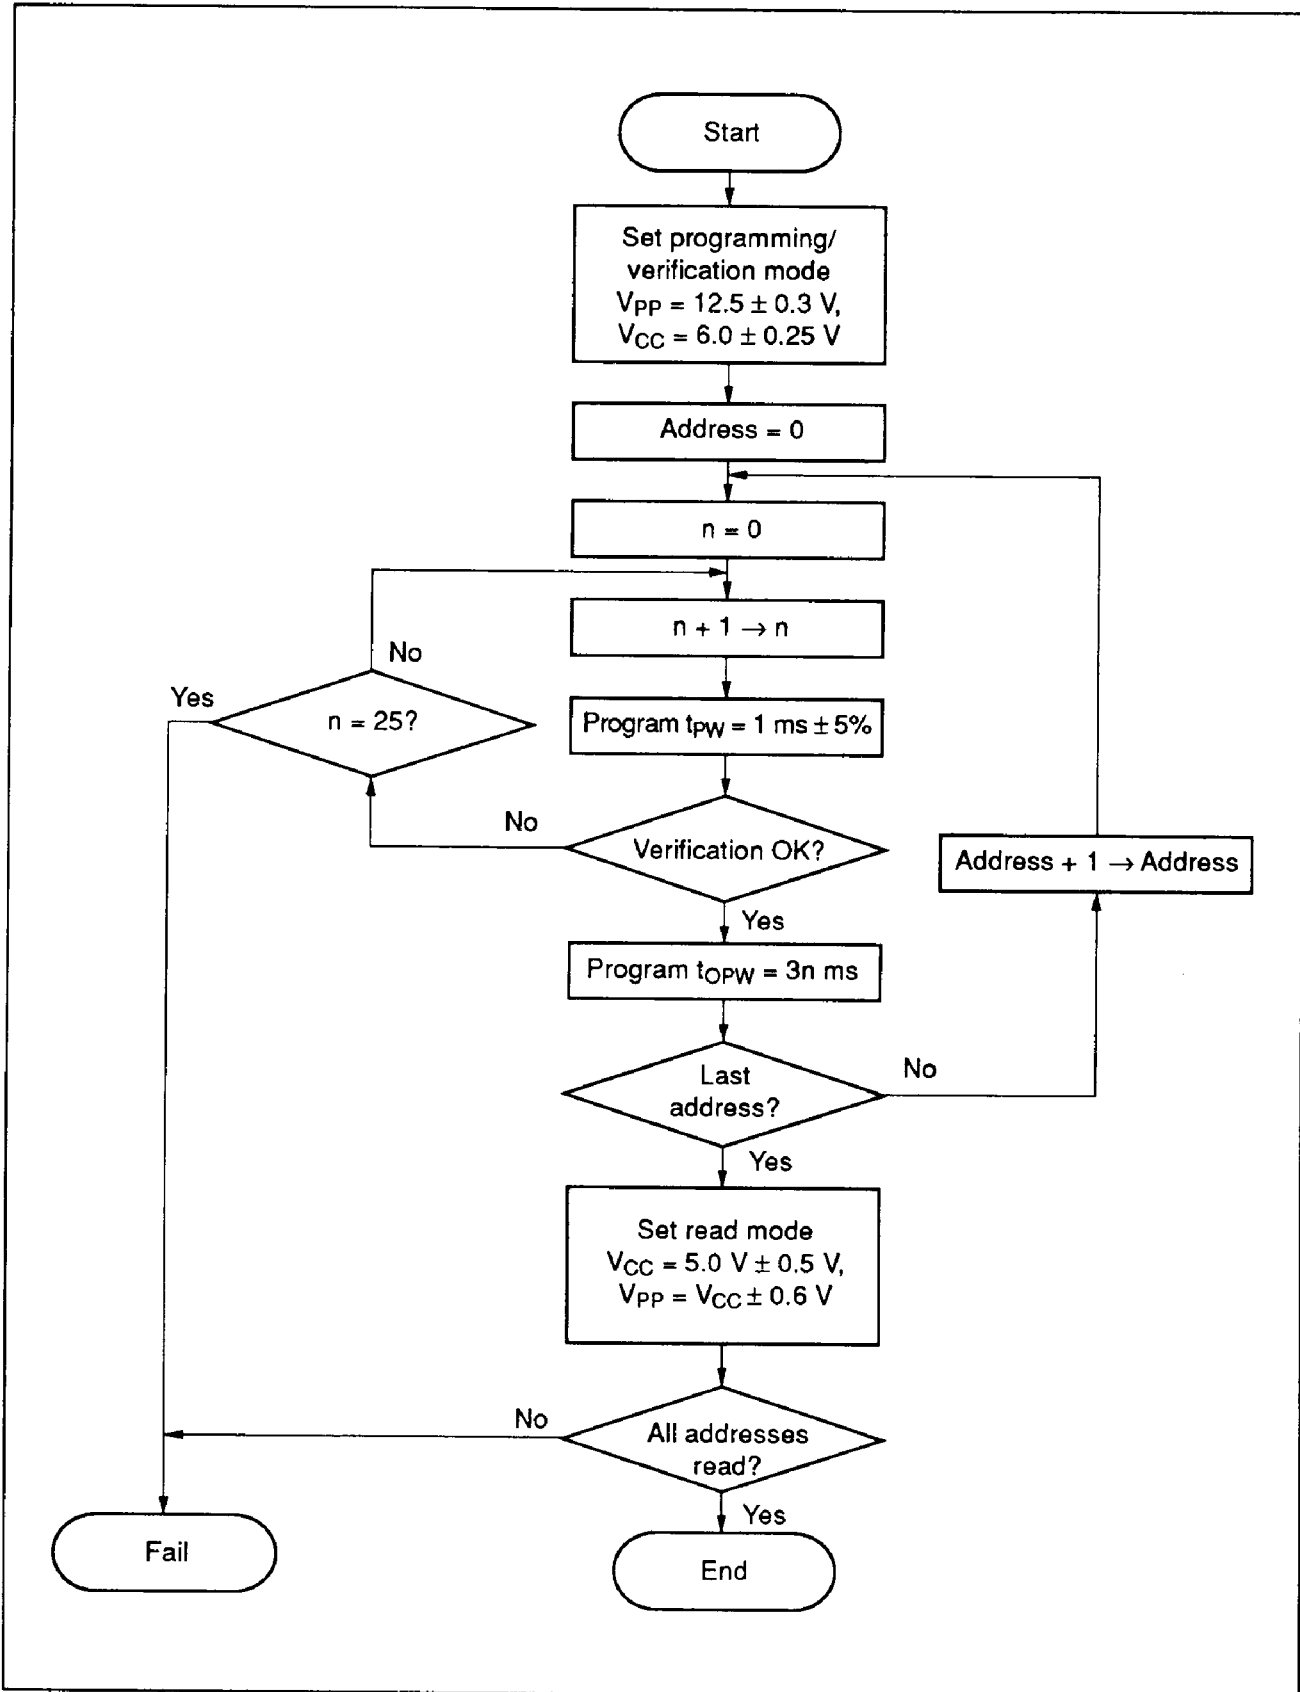 Start
Set programming/
verification mode
VPP = 12.5 ± 0.3 V,
VCC = 6.0 ± 0.25 V
Address = 0
n = 0
n + 1 → n
No
Yes
n = 25?
Program tPW = 1 ms ± 5%
No
Verification OK?
Address + 1 → Address
Yes
Program tOPW = 3n ms
Last
address?
No
Yes
Set read mode
VCC = 5.0 V ± 0.5 V,
VPP = VCC ± 0.6 V
No
All addresses
read?
Yes
Fail
End